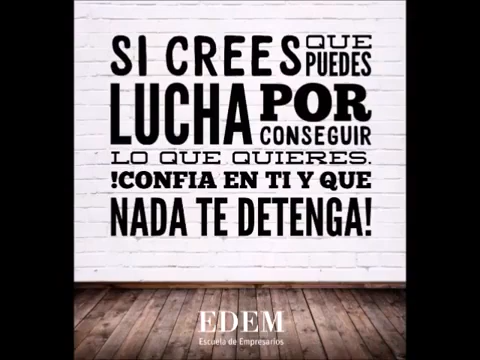 SI CREES QUE PUEDES
LUCHA POR CONSEGUIR
LO QUE QUIERES.
!CONFIA EN TI Y QUE
NADA TE DETENGA!
EDEM
Escuela de Empresarios